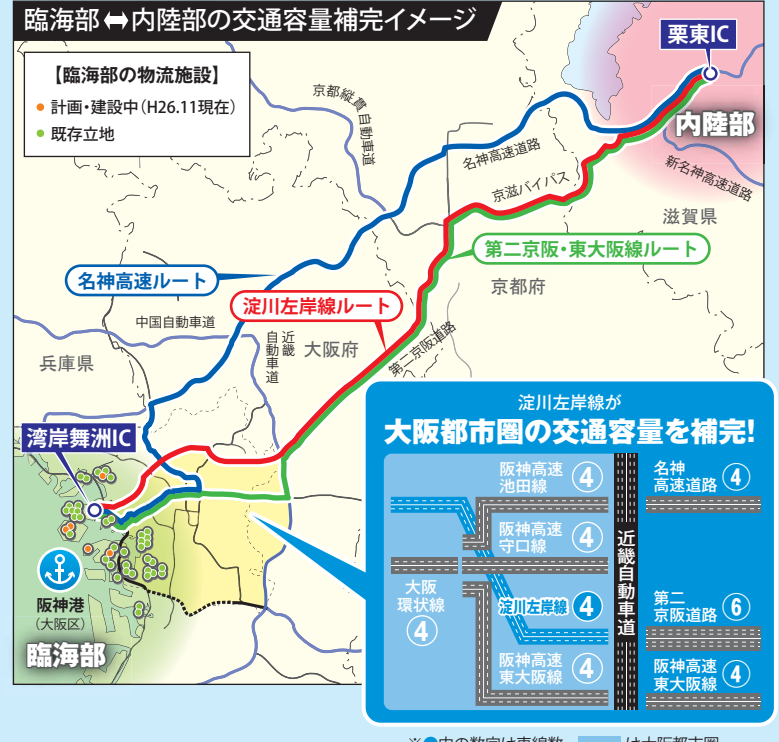 臨海部⬌内陸部の交通容量補完イメージ
【臨海部の物流施設】
● 計画・建設中（H26.11現在）
● 既存立地
栗東IC
内陸部
京都縦貫自動車道
名神高速道路
京滋バイパス
新名神高速道路
滋賀県
第二京阪・東大阪線ルート
京都府
名神高速ルート
淀川左岸線ルート
中国自動車道
近畿自動車道
大阪府
第二京阪道路
兵庫県
湾岸舞洲IC
阪神港
（大阪区）
臨海部
淀川左岸線が
大阪都市圏の交通容量を補完!
阪神高速
池田線 ④
名神
高速道路 ④
阪神高速
守口線 ④
近畿自動車道
大阪
環状線
④
淀川左岸線 ④
第二
京阪道路 ⑥
阪神高速
東大阪線 ④
阪神高速
東大阪線 ④